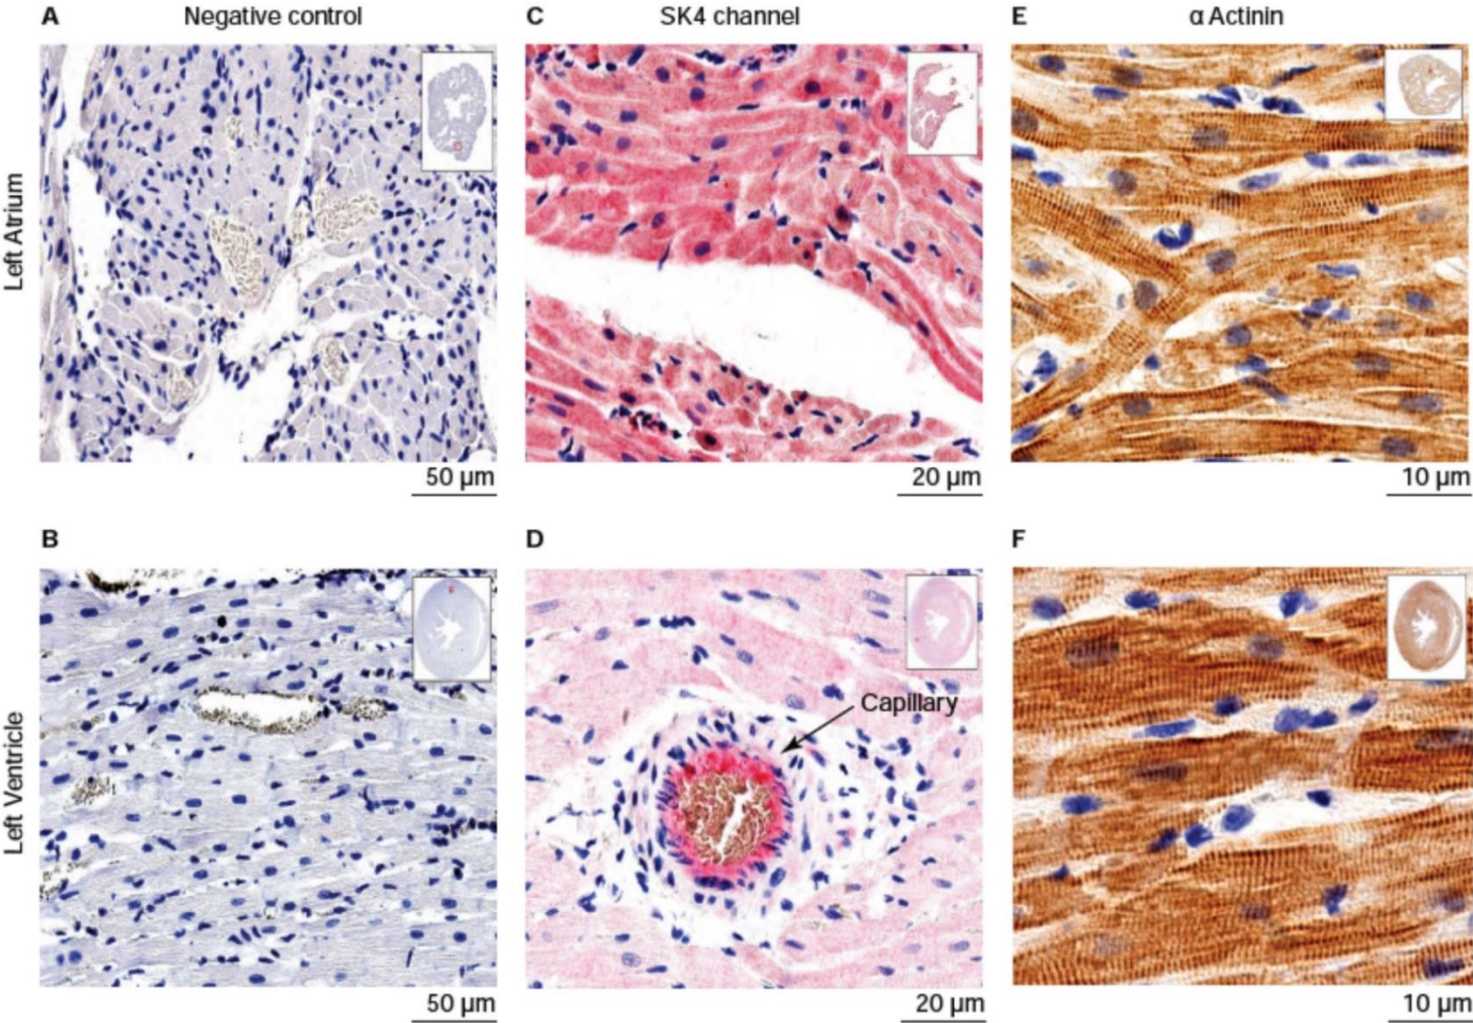 A Negative control C SK4 channel E α Actinin
Left Atrium
50 μm 20 μm 10 μm
B D F
Left Ventricle
Capillary
50 μm 20 μm 10 μm